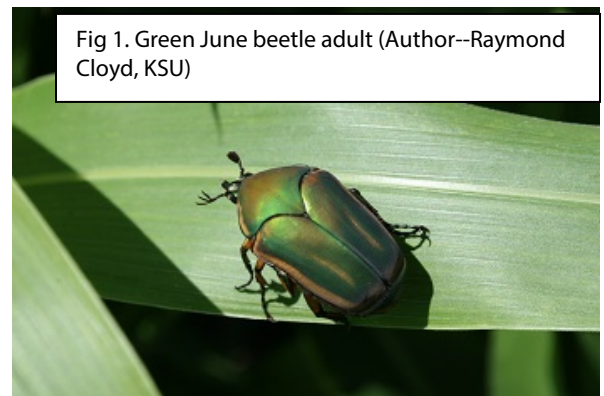 Fig 1. Green June beetle adult (Author--Raymond
Cloyd, KSU)